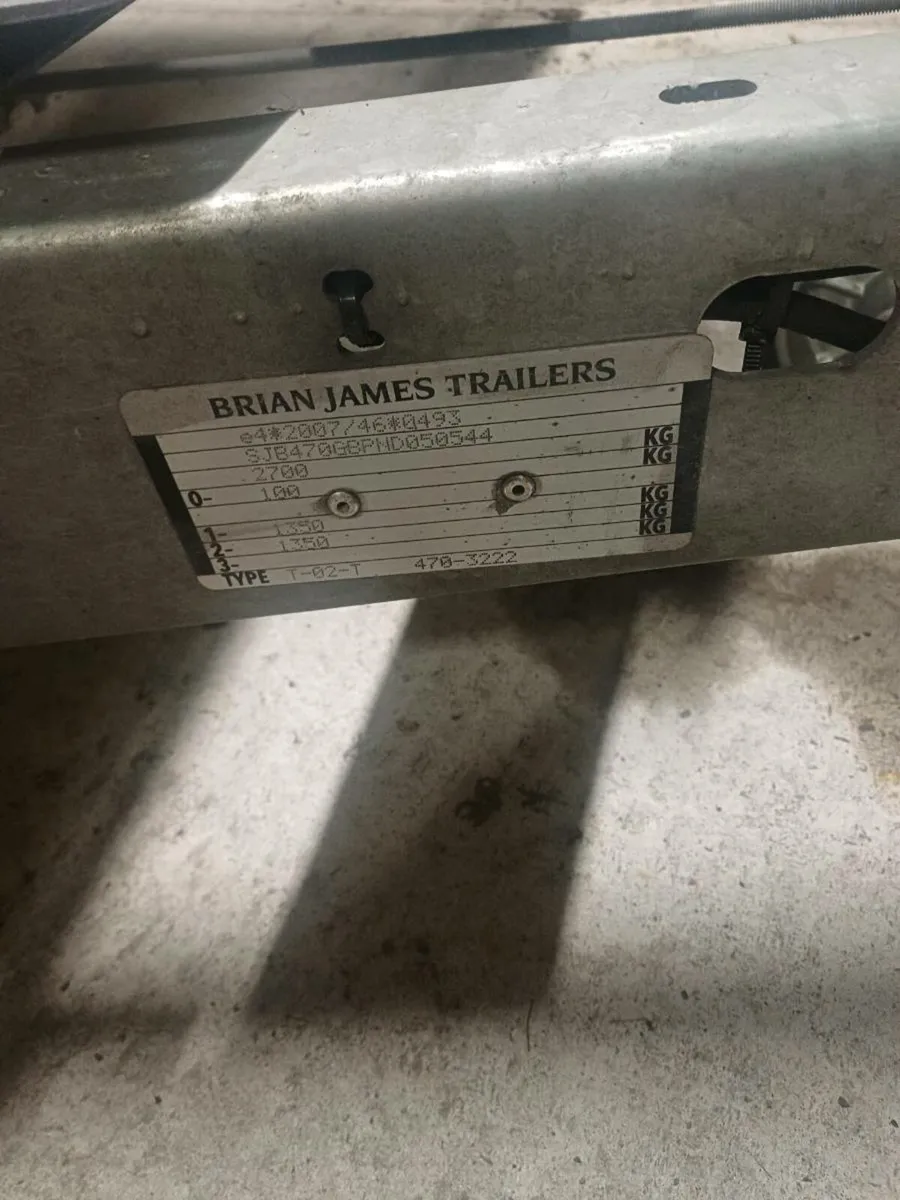 BRIAN JAMES TRAILERS
e4*2007/46*0493
SJB470GBPND050544
2700 KG
KG
0- 100
KG
1- 1350 KG
2- 1350 KG
3-
TYPE T-02-T 470-3222